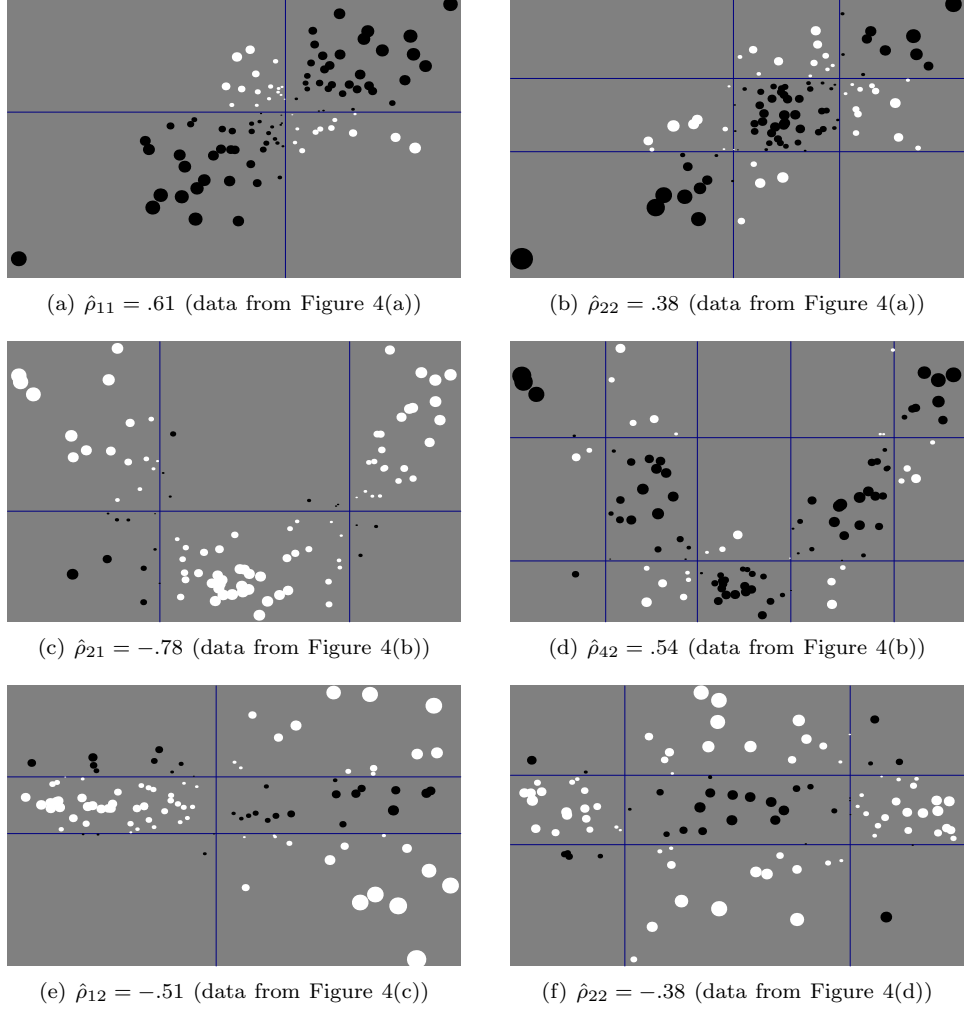 (a) ρ̂₁₁ = .61 (data from Figure 4(a))
(b) ρ̂₂₂ = .38 (data from Figure 4(a))
(c) ρ̂₂₁ = −.78 (data from Figure 4(b))
(d) ρ̂₄₂ = .54 (data from Figure 4(b))
(e) ρ̂₁₂ = −.51 (data from Figure 4(c))
(f) ρ̂₂₂ = −.38 (data from Figure 4(d))